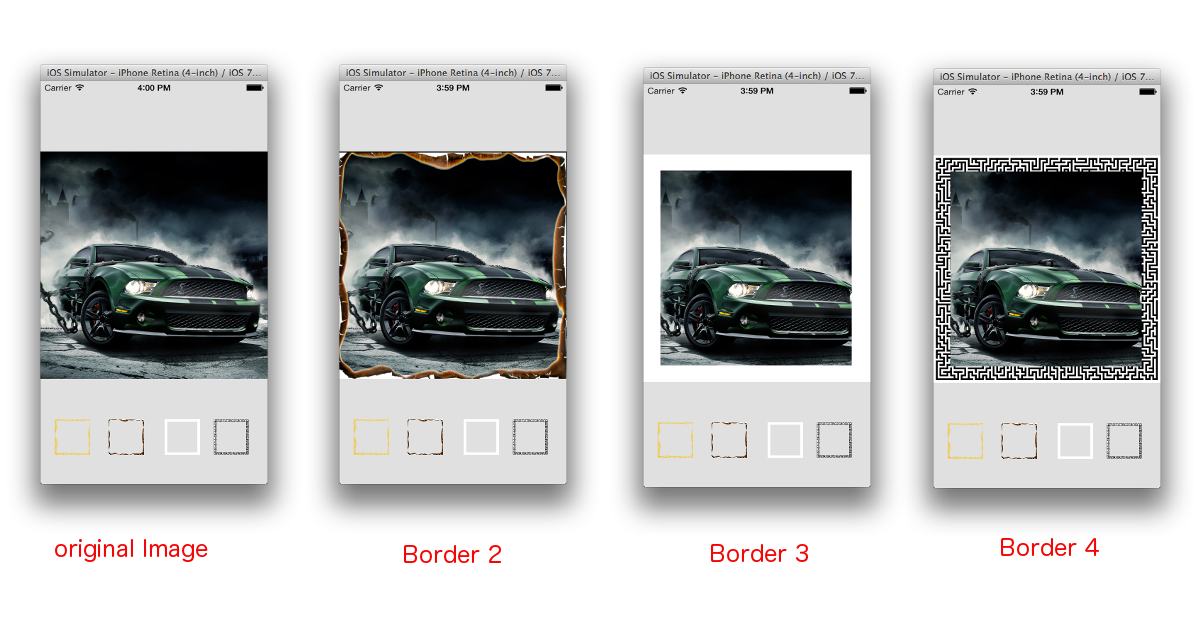 iOS Simulator – iPhone Retina (4-inch) / iOS 7...
Carrier 4:00 PM
original Image
iOS Simulator – iPhone Retina (4-inch) / iOS 7...
Carrier 3:59 PM
Border 2
iOS Simulator – iPhone Retina (4-inch) / iOS 7...
Carrier 3:59 PM
Border 3
iOS Simulator – iPhone Retina (4-inch) / iOS 7...
Carrier 3:59 PM
Border 4